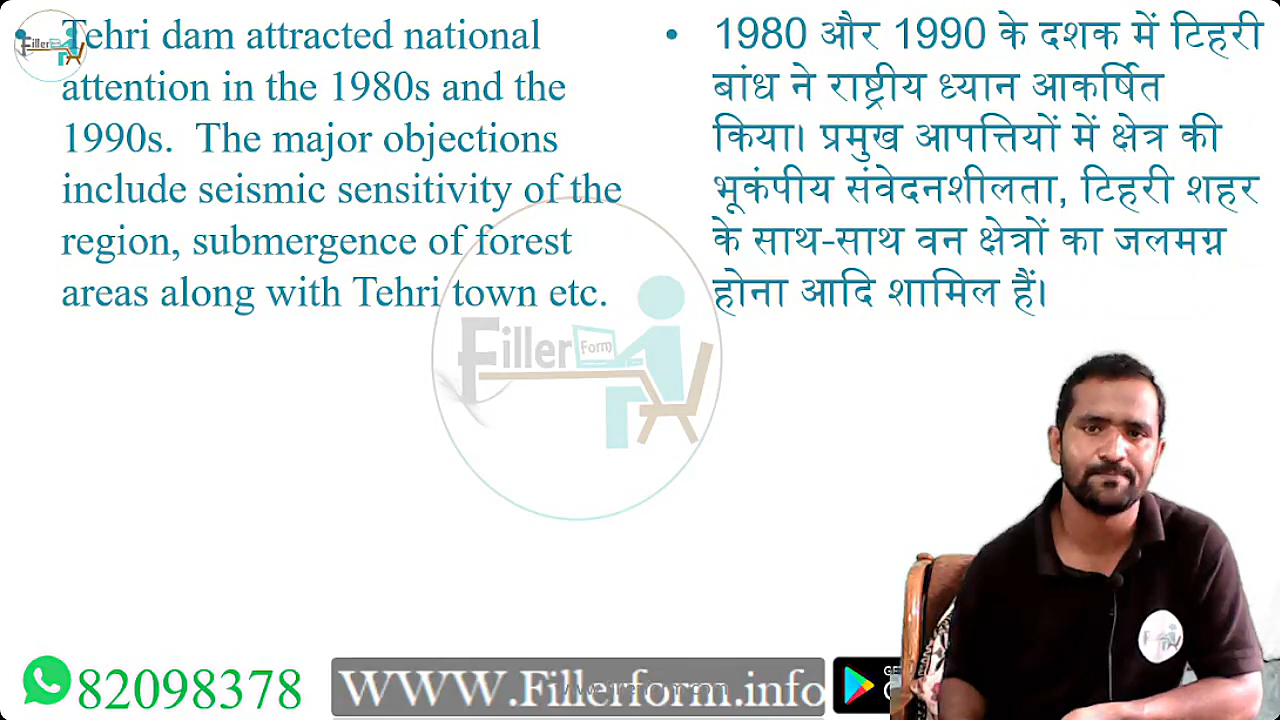 Tehri dam attracted national
attention in the 1980s and the
1990s. The major objections
include seismic sensitivity of the
region, submergence of forest
areas along with Tehri town etc.
• 1980 और 1990 के दशक में टिहरी
बांध ने राष्ट्रीय ध्यान आकर्षित
किया। प्रमुख आपत्तियों में क्षेत्र की
भूकंपीय संवेदनशीलता, टिहरी शहर
के साथ-साथ वन क्षेत्रों का जलमग्न
होना आदि शामिल हैं।
Filler Form
82098378
WWW.Fillerform.info